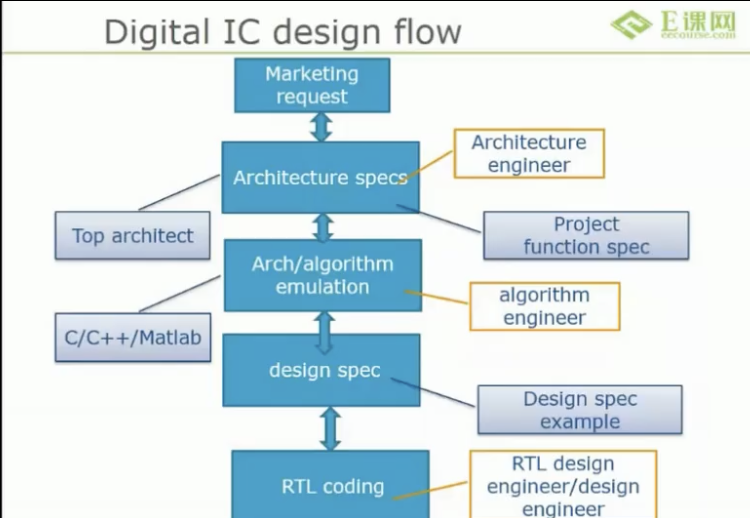 Digital IC design flow
E课网
eecourse.com
Marketing
request
Architecture
engineer
Architecture specs
Top architect
Project
function spec
Arch/algorithm
emulation
algorithm
engineer
C/C++/Matlab
design spec
Design spec
example
RTL coding
RTL design
engineer/design
engineer